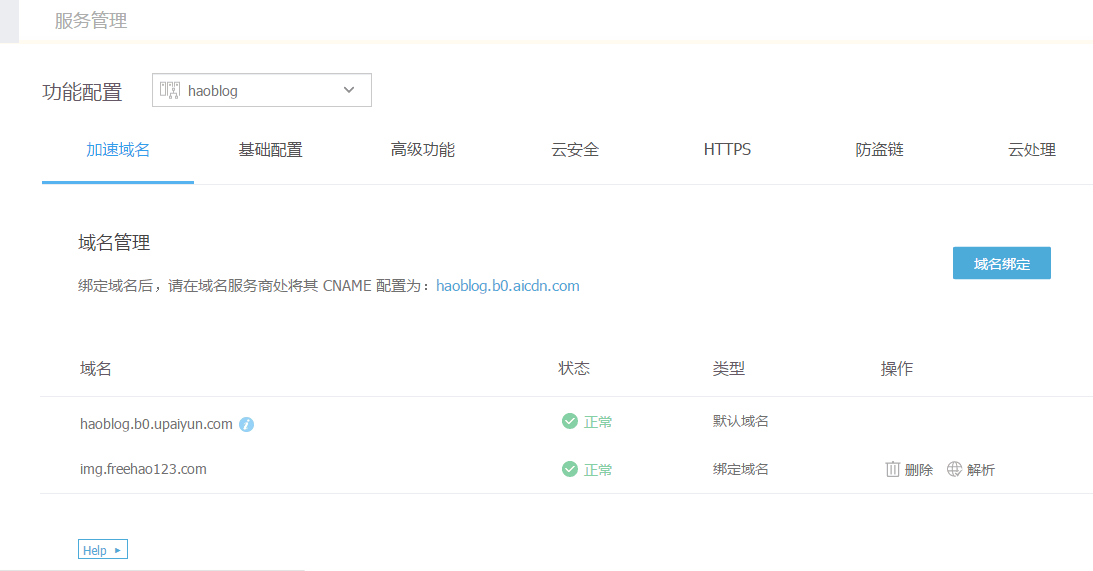 服务管理
功能配置 haoblog
加速域名 基础配置 高级功能 云安全 HTTPS 防盗链 云处理
域名管理
域名绑定
绑定域名后，请在域名服务商处将其 CNAME 配置为：haoblog.b0.aicdn.com
域名 状态 类型 操作
haoblog.b0.upaiyun.com 正常 默认域名
img.freehao123.com 正常 绑定域名 删除 解析
Help